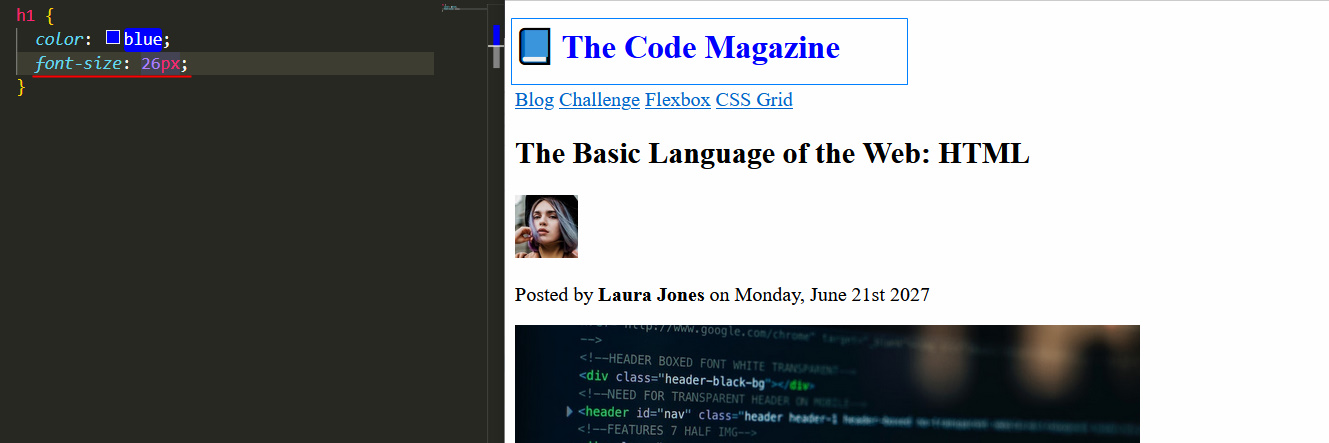 h1 {
color: blue;
font-size: 26px;
}
📘 The Code Magazine
Blog Challenge Flexbox CSS Grid
The Basic Language of the Web: HTML
Posted by Laura Jones on Monday, June 21st 2027
http://www.google.com/chrome" target="_blank"
-->
<!--HEADER BOXED FONT WHITE TRANSPARENT-->
<div class="header-black-bg"></div>
<!--NEED FOR TRANSPARENT HEADER ON MOBILE-->
<header id="nav" class="header header-1
<!--FEATURES 7 HALF IMG-->